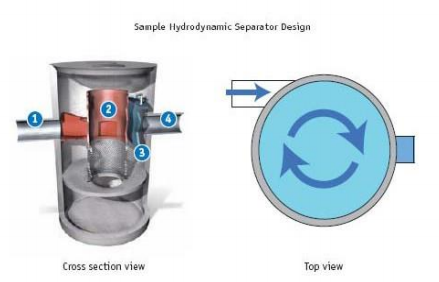 Sample Hydrodynamic Separator Design
1
2
3
4
Cross section view
Top view